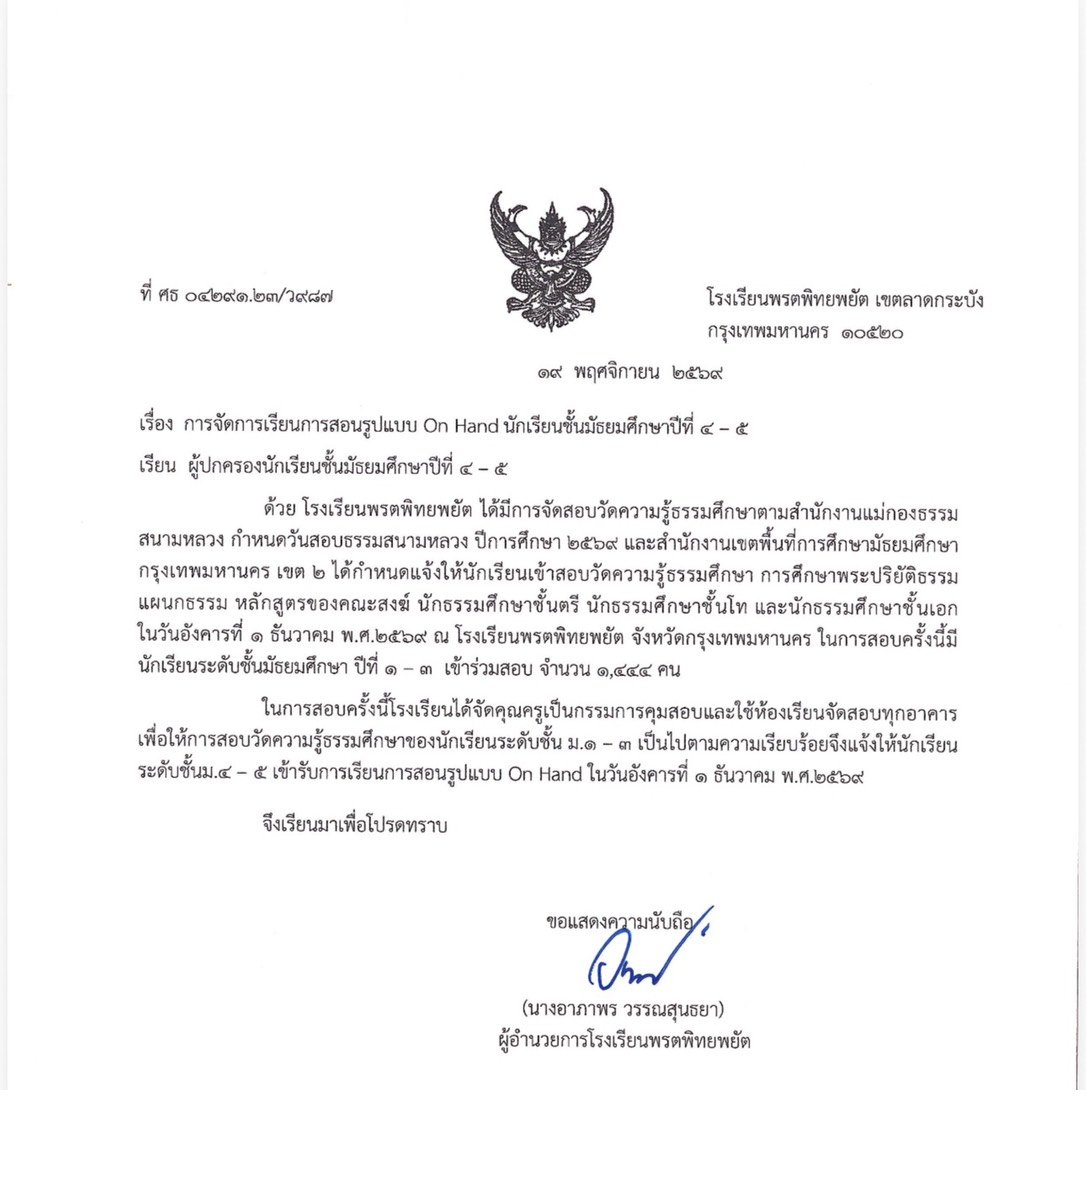 ที่ ศธ ๐๔๒๙๑.๒๓/ว๙๘๗
โรงเรียนพรตพิทยพยัต เขตลาดกระบัง
กรุงเทพมหานคร ๑๐๕๒๐
๑๙ พฤศจิกายน ๒๕๖๙
เรื่อง การจัดการเรียนการสอนรูปแบบ On Hand นักเรียนชั้นมัธยมศึกษาปีที่ ๔ – ๕
เรียน ผู้ปกครองนักเรียนชั้นมัธยมศึกษาปีที่ ๔ – ๕
ด้วย โรงเรียนพรตพิทยพยัต ได้มีการจัดสอบวัดความรู้ธรรมศึกษาตามสำนักงานแม่กองธรรม
สนามหลวง กำหนดวันสอบธรรมสนามหลวง ปีการศึกษา ๒๕๖๙ และสำนักงานเขตพื้นที่การศึกษามัธยมศึกษา
กรุงเทพมหานคร เขต ๒ ได้กำหนดแจ้งให้นักเรียนเข้าสอบวัดความรู้ธรรมศึกษา การศึกษาพระปริยัติธรรม
แผนกธรรม หลักสูตรของคณะสงฆ์ นักธรรมศึกษาชั้นตรี นักธรรมศึกษาชั้นโท และนักธรรมศึกษาชั้นเอก
ในวันอังคารที่ ๑ ธันวาคม พ.ศ.๒๕๖๙ ณ โรงเรียนพรตพิทยพยัต จังหวัดกรุงเทพมหานคร ในการสอบครั้งนี้มี
นักเรียนระดับชั้นมัธยมศึกษา ปีที่ ๑ – ๓ เข้าร่วมสอบ จำนวน ๑,๔๔๔ คน
ในการสอบครั้งนี้โรงเรียนได้จัดคุณครูเป็นกรรมการคุมสอบและใช้ห้องเรียนจัดสอบทุกอาคาร
เพื่อให้การสอบวัดความรู้ธรรมศึกษาของนักเรียนระดับชั้น ม.๑ – ๓ เป็นไปตามความเรียบร้อยจึงแจ้งให้นักเรียน
ระดับชั้นม.๔ – ๕ เข้ารับการเรียนการสอนรูปแบบ On Hand ในวันอังคารที่ ๑ ธันวาคม พ.ศ.๒๕๖๙
จึงเรียนมาเพื่อโปรดทราบ
ขอแสดงความนับถือ
(นางอาภาพร วรรณสุนธยา)
ผู้อำนวยการโรงเรียนพรตพิทยพยัต